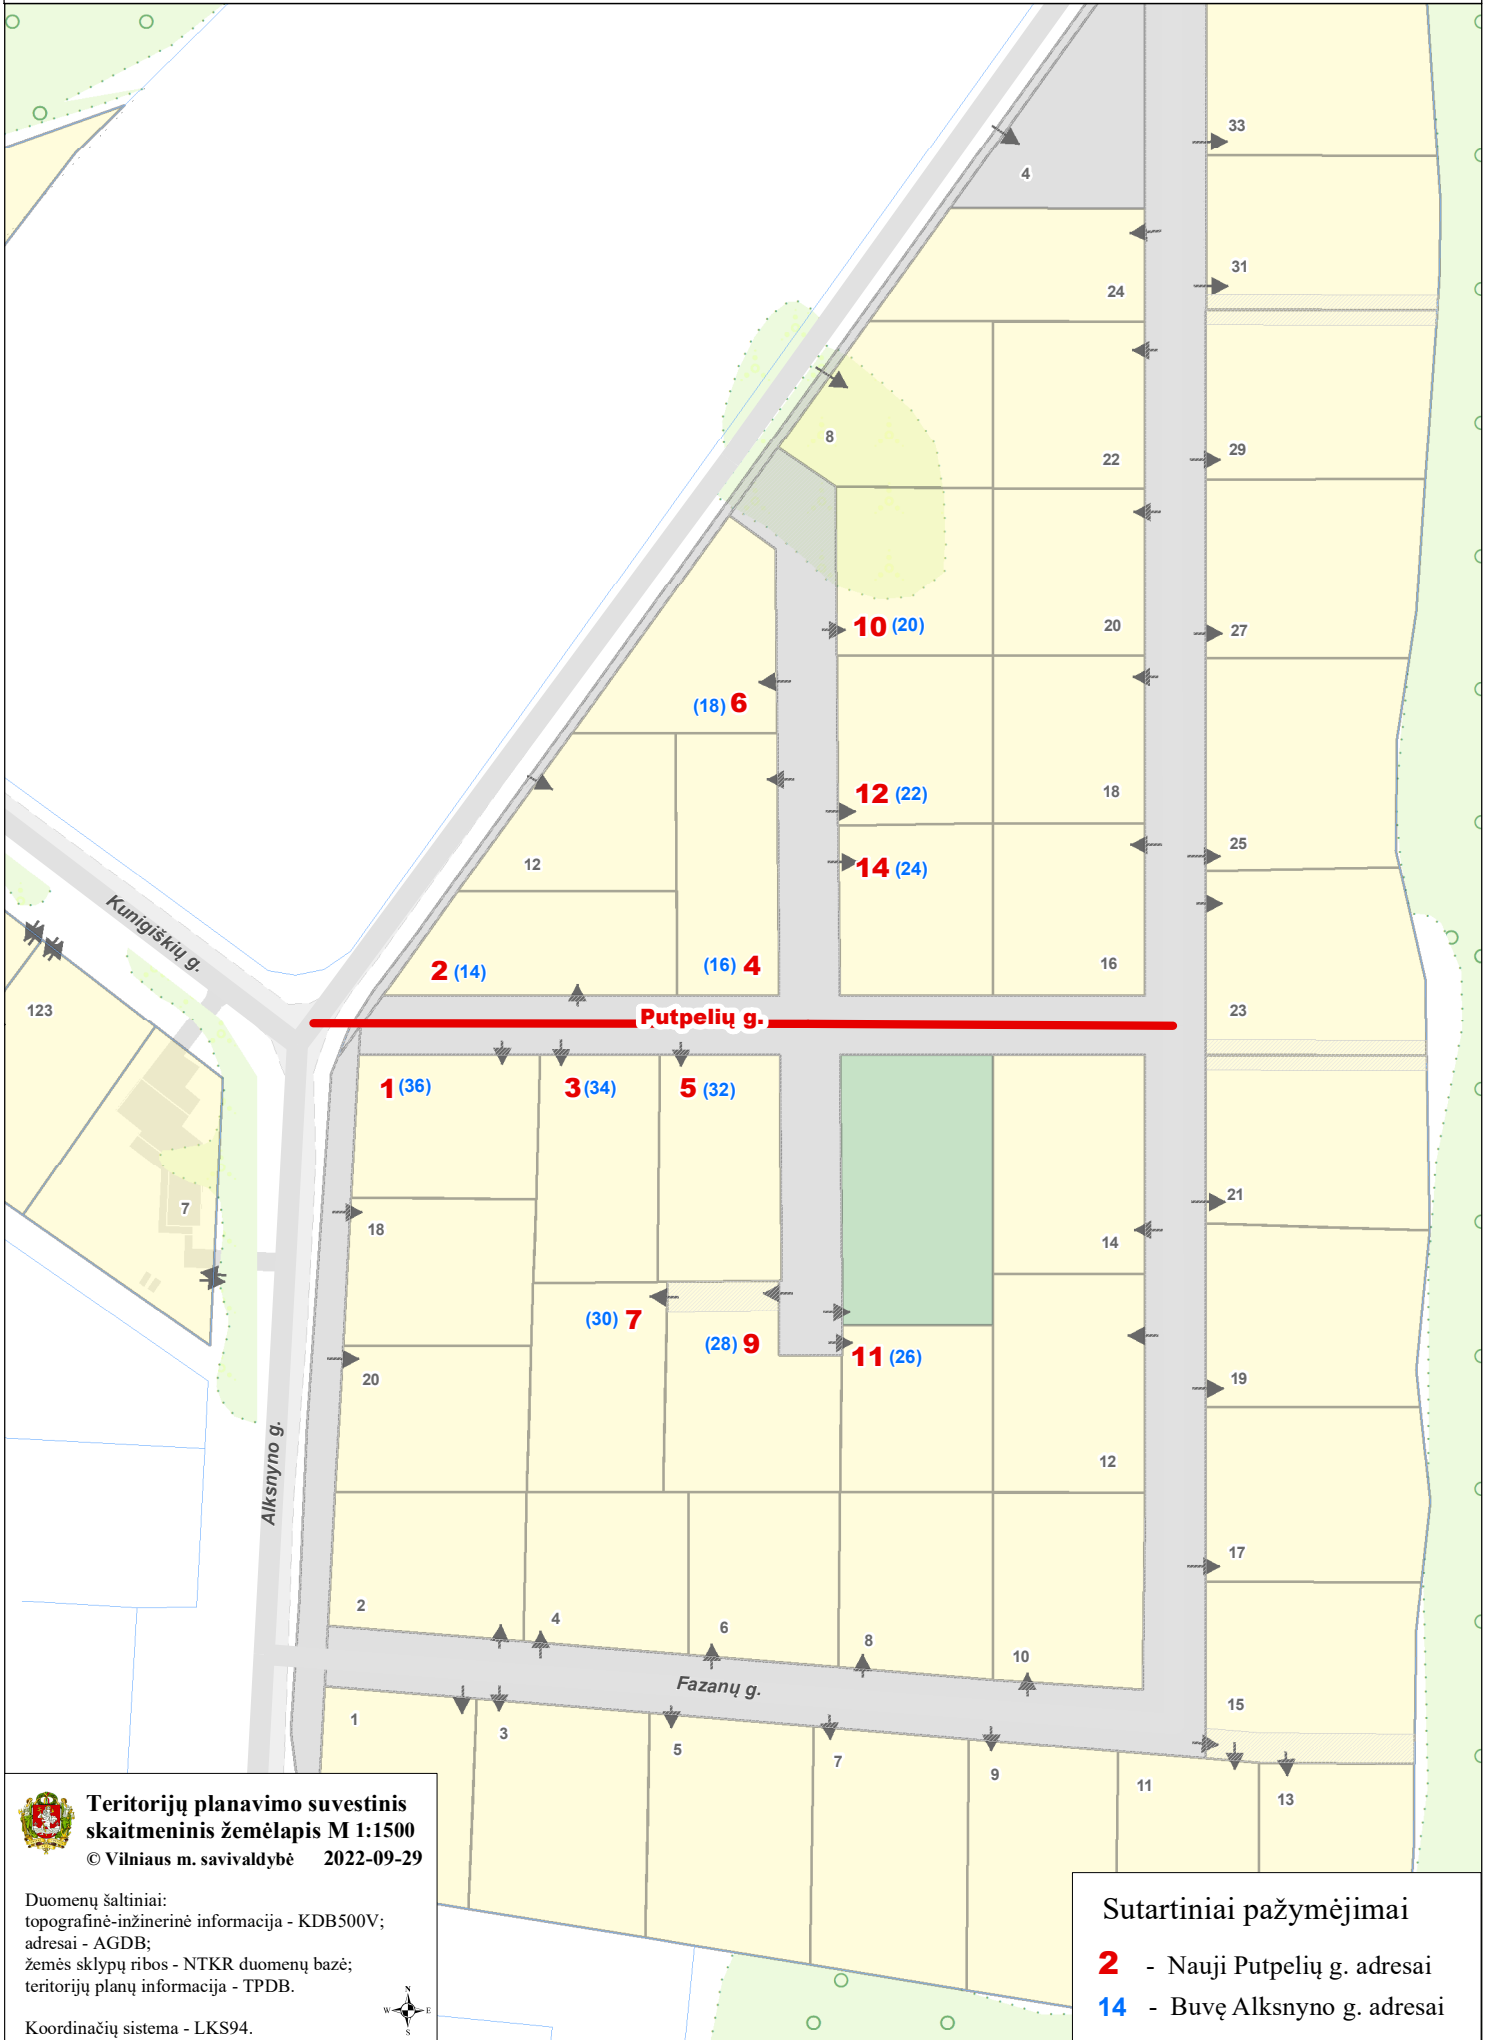 33
4
31
24
8
22
29
10 (20)
20
27
(18) 6
12 (22)
18
25
12
14 (24)
Kunigiškių g.
2 (14)
(16) 4
16
123
Putpelių g.
23
1 (36)
3 (34)
5 (32)
7
18
14
21
(30) 7
(28) 9
11 (26)
20
19
Alksnyno g.
12
17
2
4
6
8
10
Fazanų g.
15
1
3
5
7
9
11
13
Teritorijų planavimo suvestinis
skaitmeninis žemėlapis M 1:1500
© Vilniaus m. savivaldybė 2022-09-29
Duomenų šaltiniai:
topografinė-inžinerinė informacija - KDB500V;
adresai - AGDB;
žemės sklypų ribos - NTKR duomenų bazė;
teritorijų planų informacija - TPDB.
N
W E
S
Koordinačių sistema - LKS94.
Sutartiniai pažymėjimai
2 - Nauji Putpelių g. adresai
14 - Buvę Alksnyno g. adresai